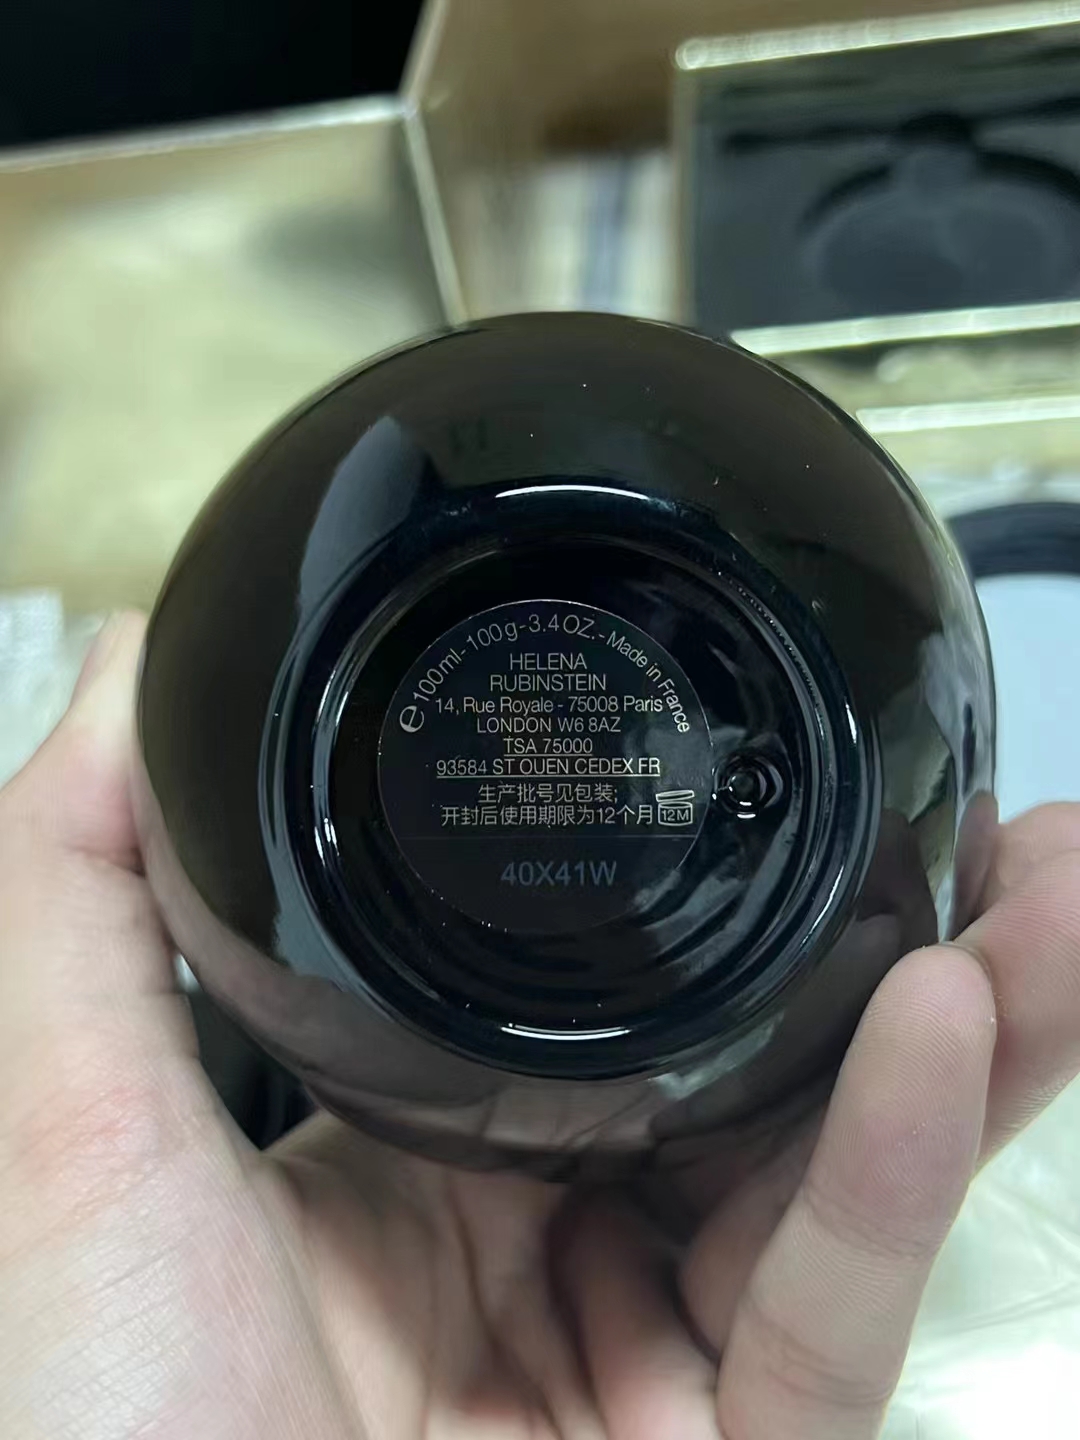 ℮100ml-100g-3.4OZ.-Made in France
HELENA
RUBINSTEIN
14, Rue Royale - 75008 Paris
LONDON W6 8AZ
TSA 75000
93584 ST OUEN CEDEX FR
生产批号见包装;
开封后使用期限为12个月 12M
40X41W